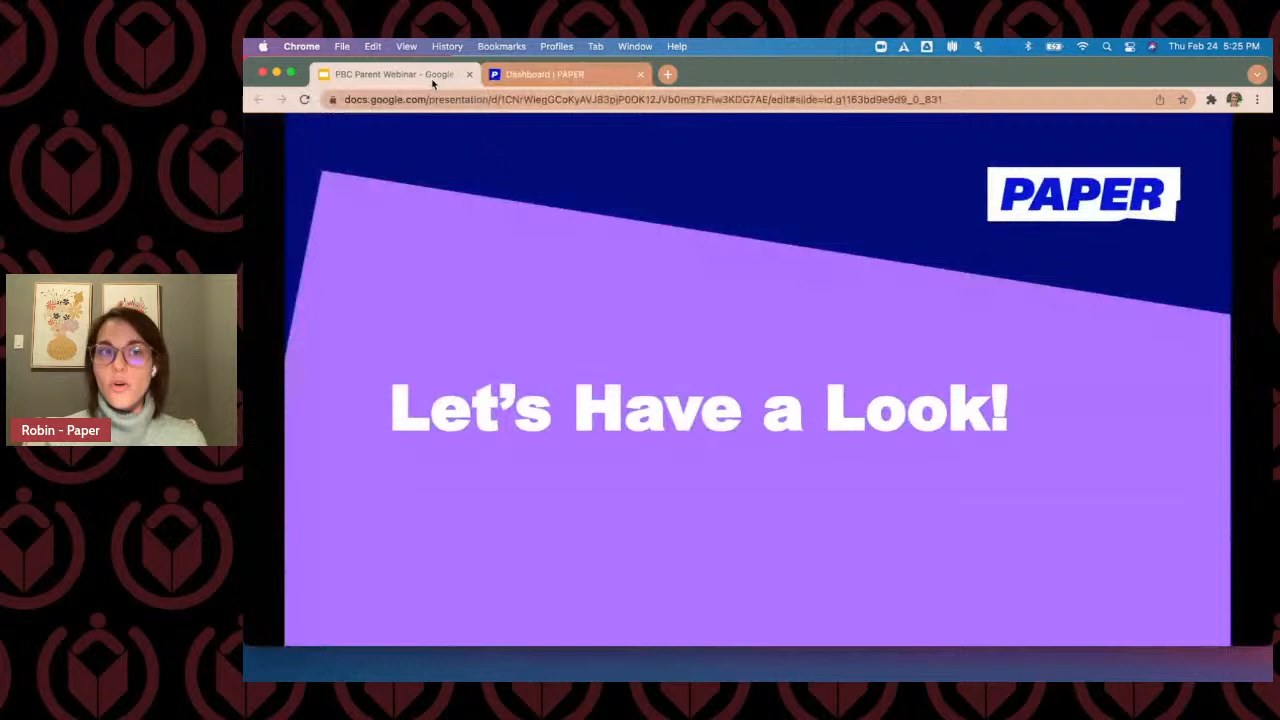 Chrome File Edit View History Bookmarks Profiles Tab Window Help
Thu Feb 24 5:25 PM
PBC Parent Webinar - Google
Dashboard | PAPER
PAPER
Let's Have a Look!
Robin - Paper